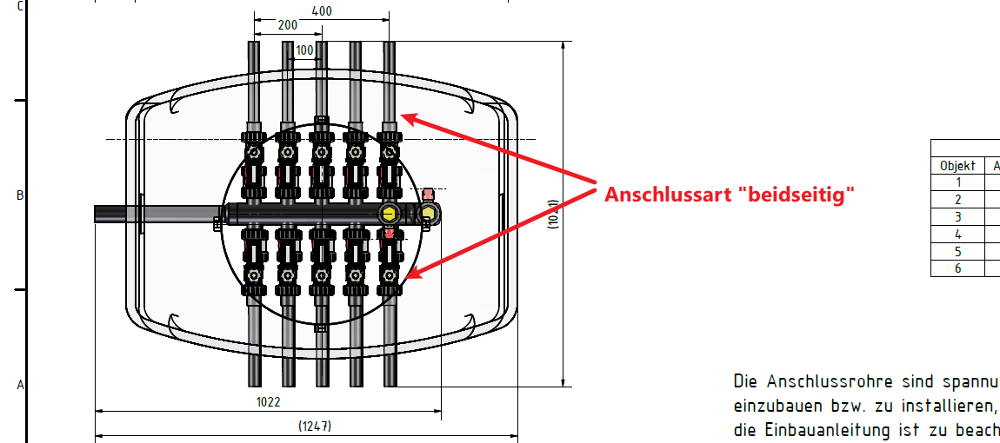 C
400
200
100
B
Anschlussart "beidseitig"
(1021)
Objekt A
1
2
3
4
5
6
A
1022
(1247)
Die Anschlussrohre sind spannu
einzubauen bzw. zu installieren,
die Einbauanleitung ist zu beach